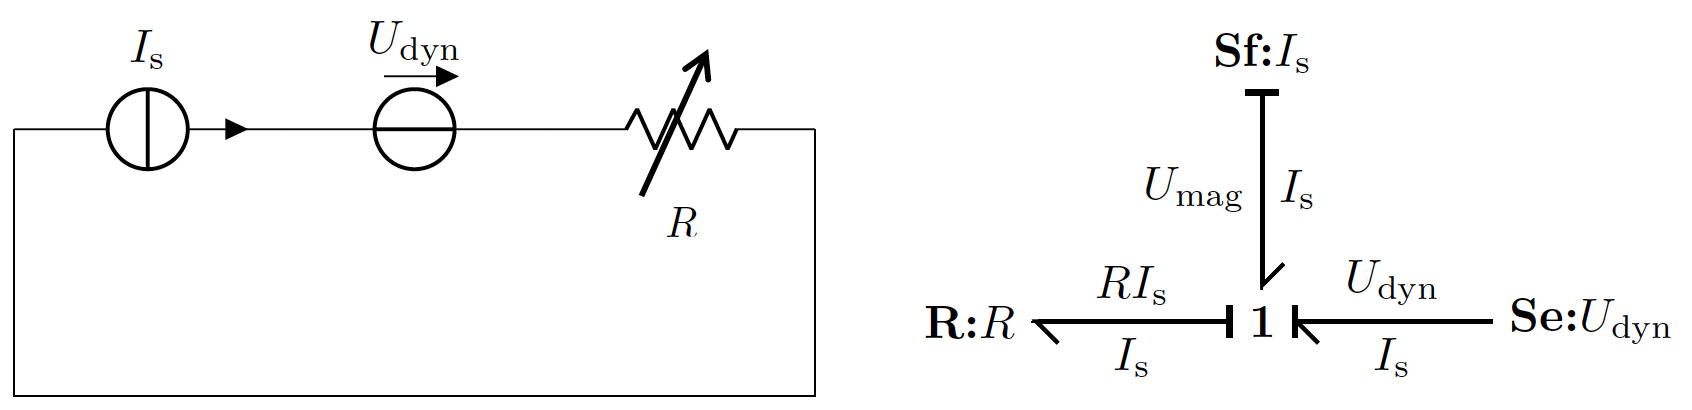 I_s
U_dyn
R
Sf:I_s
U_mag I_s
RI_s
U_dyn
R:R 1 Se:U_dyn
I_s
I_s